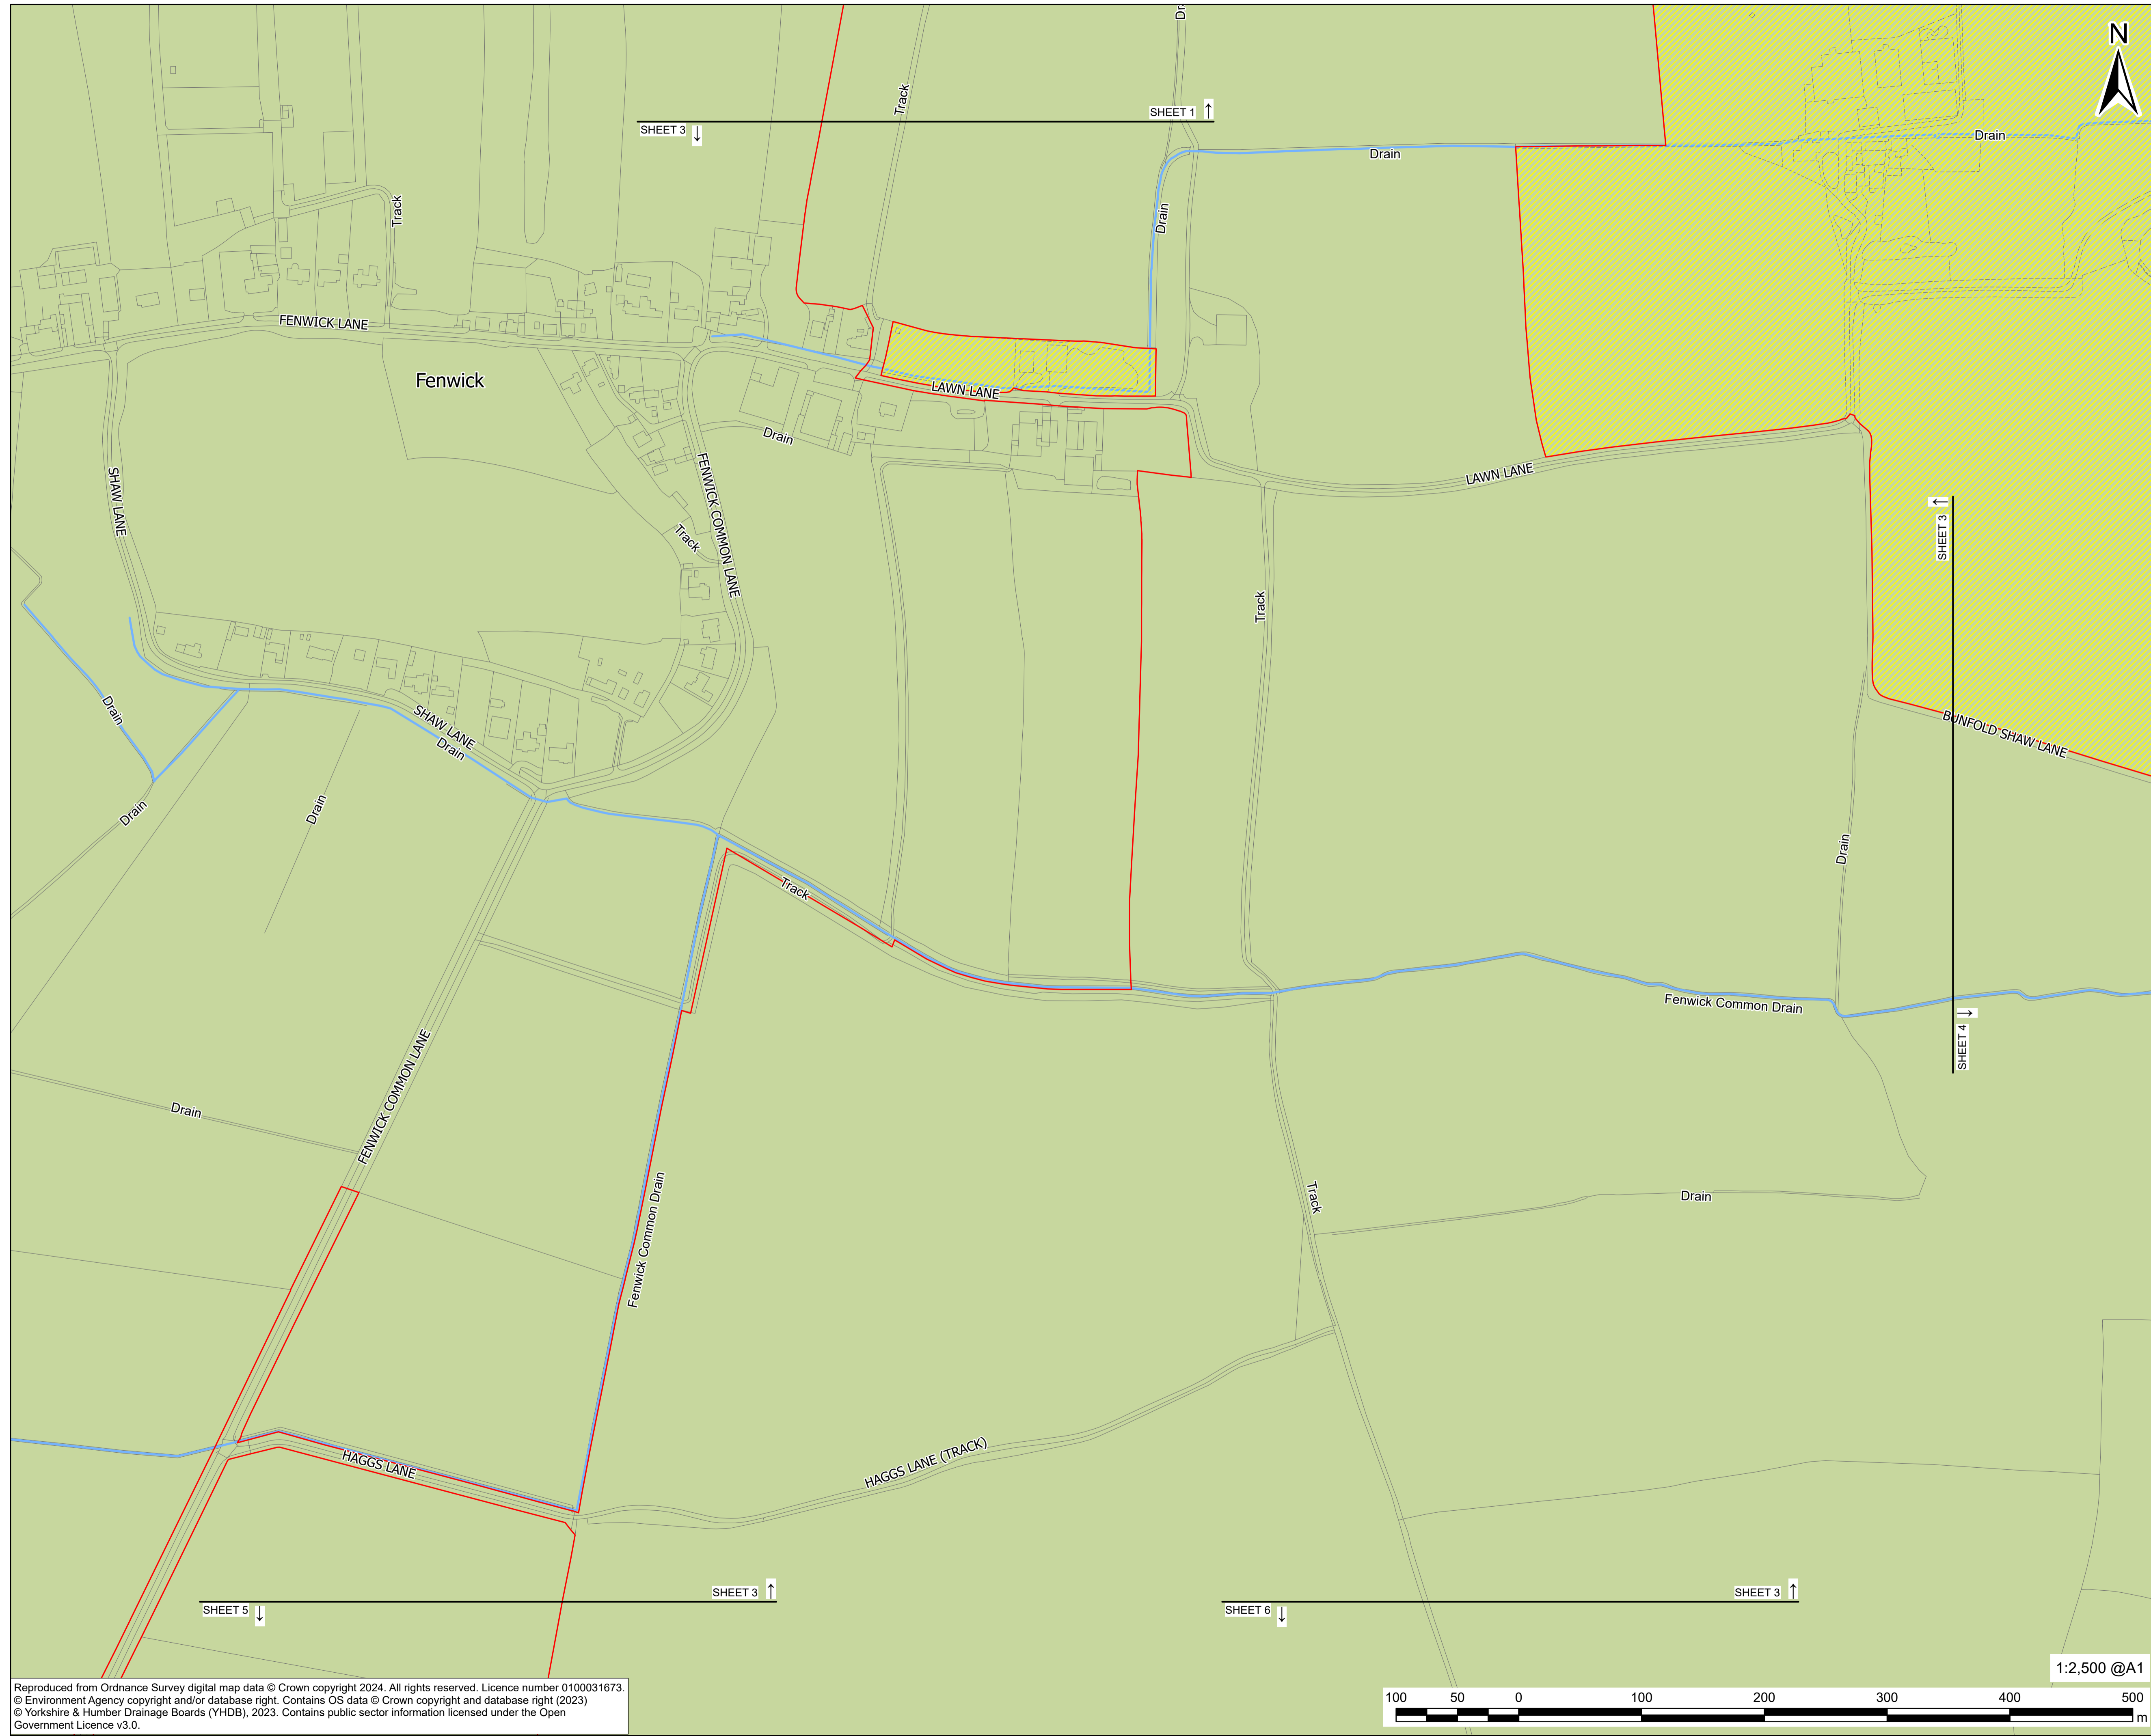 Dr
N
Track
SHEET 1 ↑
SHEET 3 ↓
Drain
Drain
Track
Drain
FENWICK LANE
Fenwick
LAWN LANE
Drain
SHAW LANE
FENWICK COMMON LANE
LAWN LANE
SHEET 3 ←
Track
Track
Drain
SHAW LANE
Drain
BUNFOLD SHAW LANE
Drain
Drain
Drain
Track
Fenwick Common Drain
SHEET 4 →
FENWICK COMMON LANE
Drain
Track
Drain
Fenwick Common Drain
HAGGS LANE
HAGGS LANE (TRACK)
SHEET 3 ↑
SHEET 5 ↓
SHEET 3 ↑
SHEET 6 ↓
1:2,500 @A1
100 50 0 100 200 300 400 500
m
Reproduced from Ordnance Survey digital map data © Crown copyright 2024. All rights reserved. Licence number 0100031673.
© Environment Agency copyright and/or database right. Contains OS data © Crown copyright and database right (2023)
© Yorkshire & Humber Drainage Boards (YHDB), 2023. Contains public sector information licensed under the Open
Government Licence v3.0.